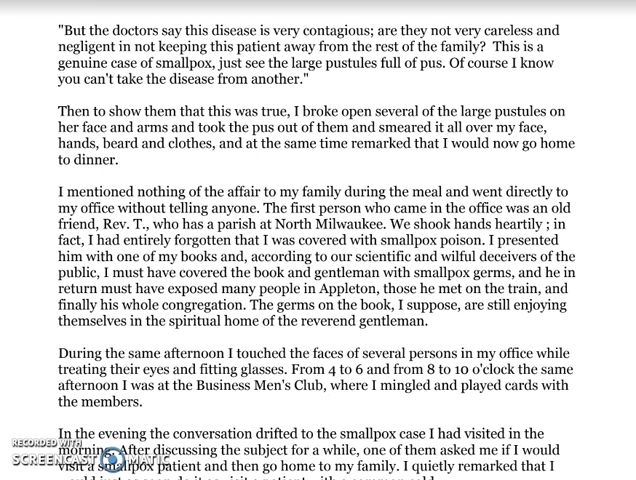 "But the doctors say this disease is very contagious; are they not very careless and
negligent in not keeping this patient away from the rest of the family?  This is a
genuine case of smallpox, just see the large pustules full of pus. Of course I know
you can't take the disease from another."
Then to show them that this was true, I broke open several of the large pustules on
her face and arms and took the pus out of them and smeared it all over my face,
hands, beard and clothes, and at the same time remarked that I would now go home
to dinner.
I mentioned nothing of the affair to my family during the meal and went directly to
my office without telling anyone. The first person who came in the office was an old
friend, Rev. T., who has a parish at North Milwaukee. We shook hands heartily ; in
fact, I had entirely forgotten that I was covered with smallpox poison. I presented
him with one of my books and, according to our scientific and wilful deceivers of the
public, I must have covered the book and gentleman with smallpox germs, and he in
return must have exposed many people in Appleton, those he met on the train, and
finally his whole congregation. The germs on the book, I suppose, are still enjoying
themselves in the spiritual home of the reverend gentleman.
During the same afternoon I touched the faces of several persons in my office while
treating their eyes and fitting glasses. From 4 to 6 and from 8 to 10 o'clock the same
afternoon I was at the Business Men's Club, where I mingled and played cards with
the members.
In the evening the conversation drifted to the smallpox case I had visited in the
morning. After discussing the subject for a while, one of them asked me if I would
visit a smallpox patient and then go home to my family. I quietly remarked that I
RECORDED WITH
SCREENCAST MATIC